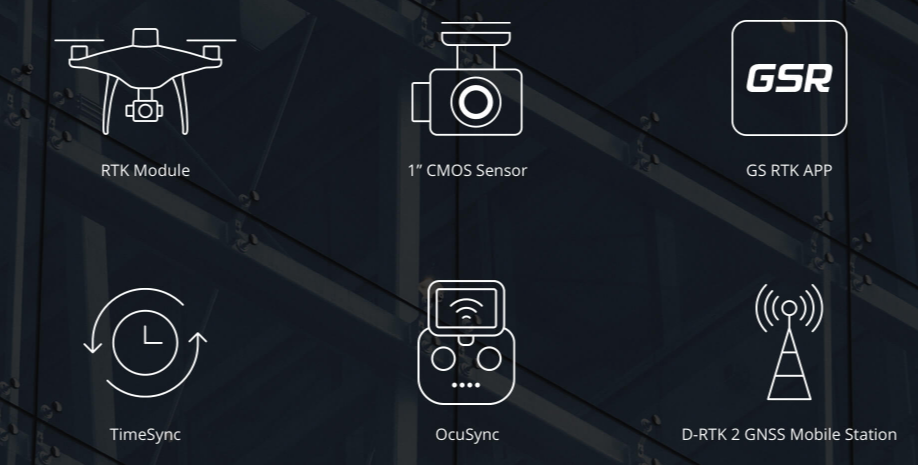 GSR
RTK Module
1” CMOS Sensor
GS RTK APP
TimeSync
OcuSync
D-RTK 2 GNSS Mobile Station